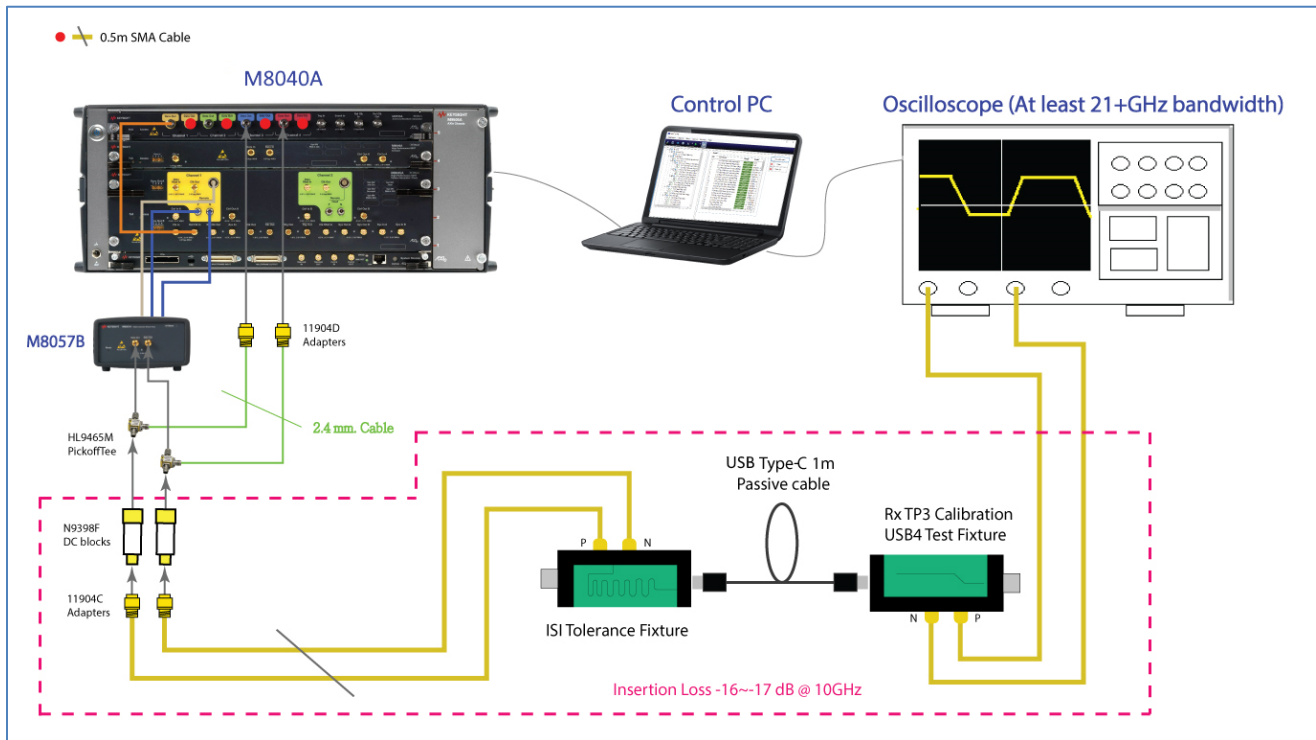 0.5m SMA Cable
M8040A
Control PC
Oscilloscope (At least 21+GHz bandwidth)
M8057B
11904D
Adapters
2.4 mm. Cable
HL9465M
PickoffTee
USB Type-C 1m
Passive cable
Rx TP3 Calibration
USB4 Test Fixture
N9398F
DC blocks
P
N
11904C
Adapters
ISI Tolerance Fixture
N
P
Insertion Loss -16~-17 dB @ 10GHz